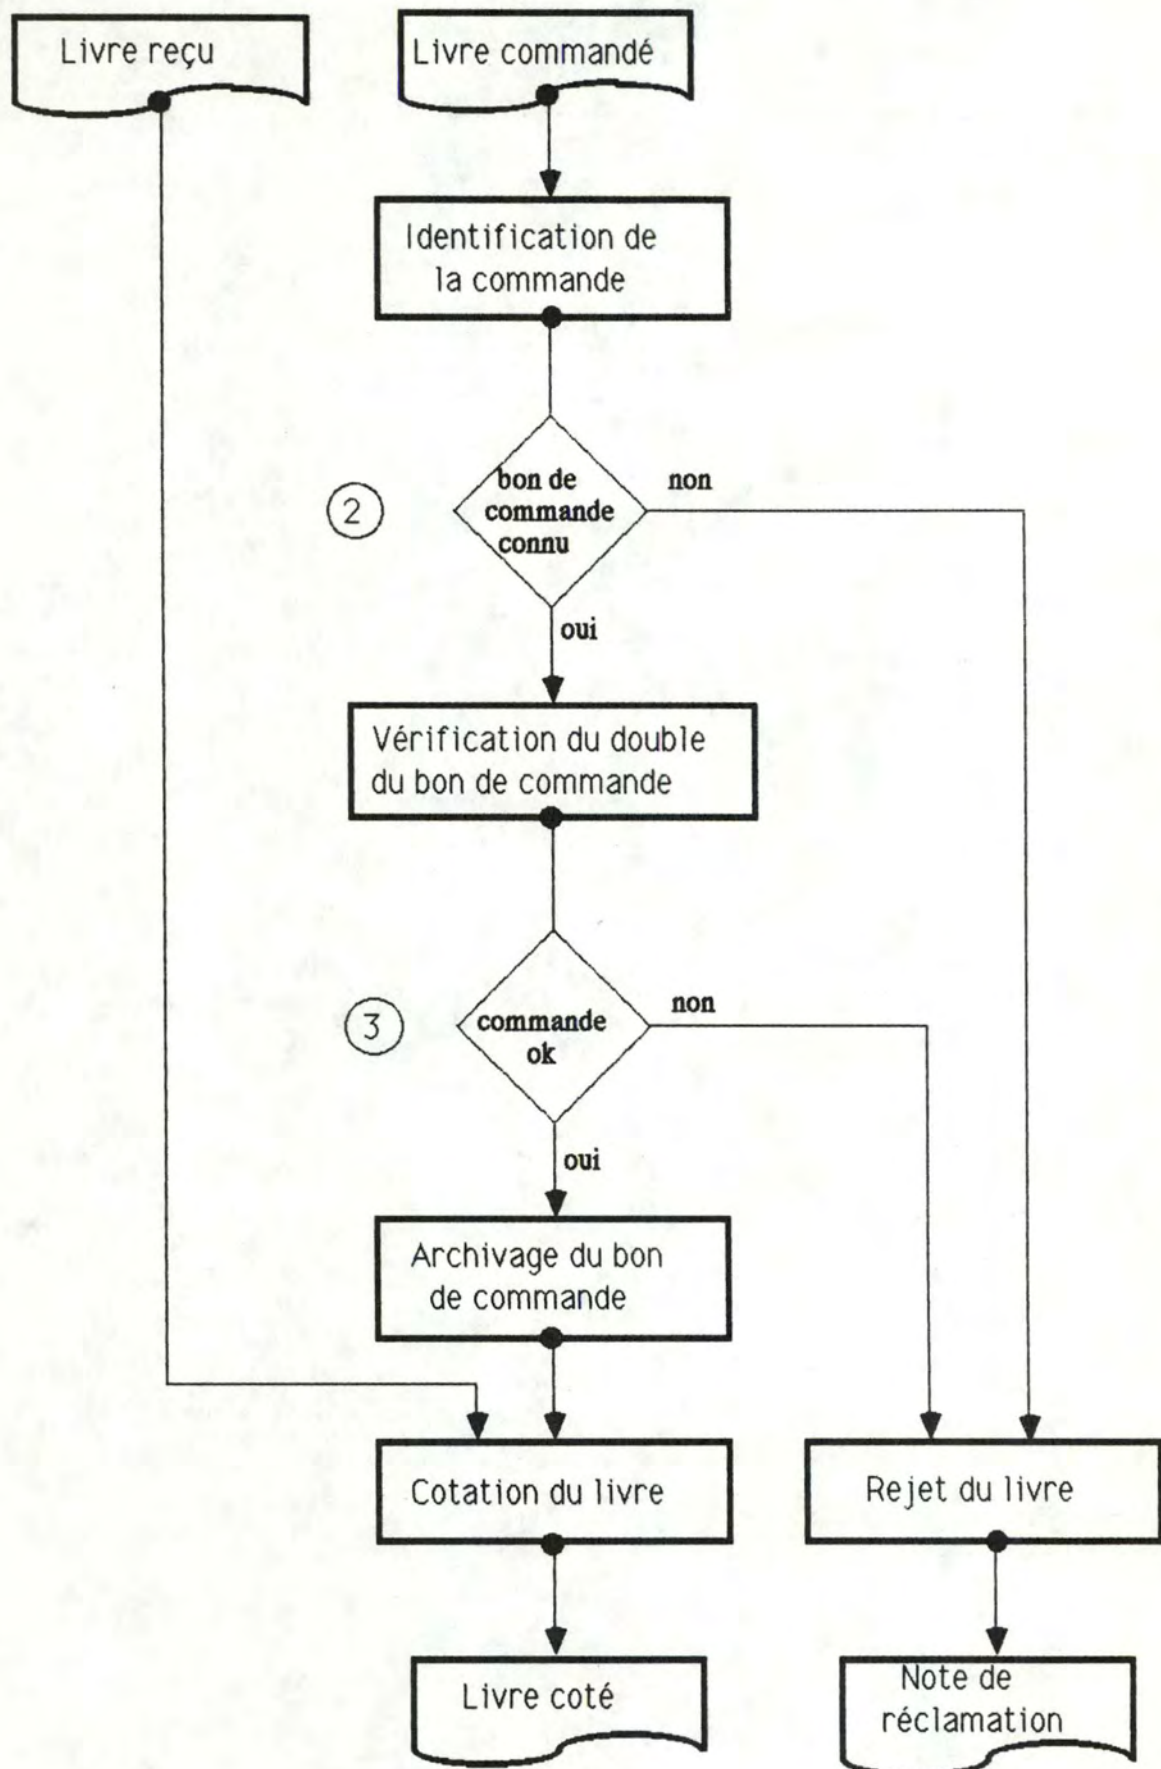 Livre reçu
Livre commandé
Identification de
la commande
2
bon de
commande
connu
non
oui
Vérification du double
du bon de commande
3
commande
ok
non
oui
Archivage du bon
de commande
Cotation du livre
Rejet du livre
Livre coté
Note de
réclamation